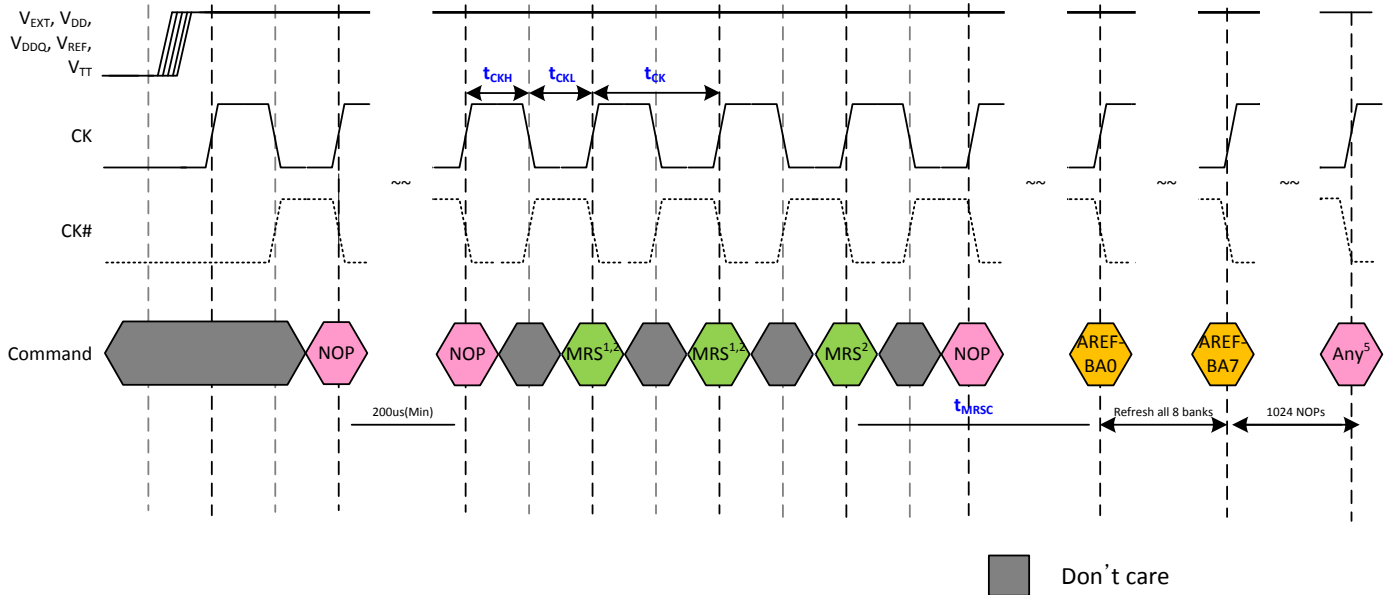 VEXT, VDD,
VDDQ, VREF,
VTT
tCKH
tCKL
tCK
CK
~~
~~
~~
~~
CK#
Command
NOP
NOP
MRS1,2
MRS1,2
MRS2
NOP
AREF-
BA0
AREF-
BA7
Any5
200us(Min)
tMRSC
Refresh all 8 banks
1024 NOPs
Don't care